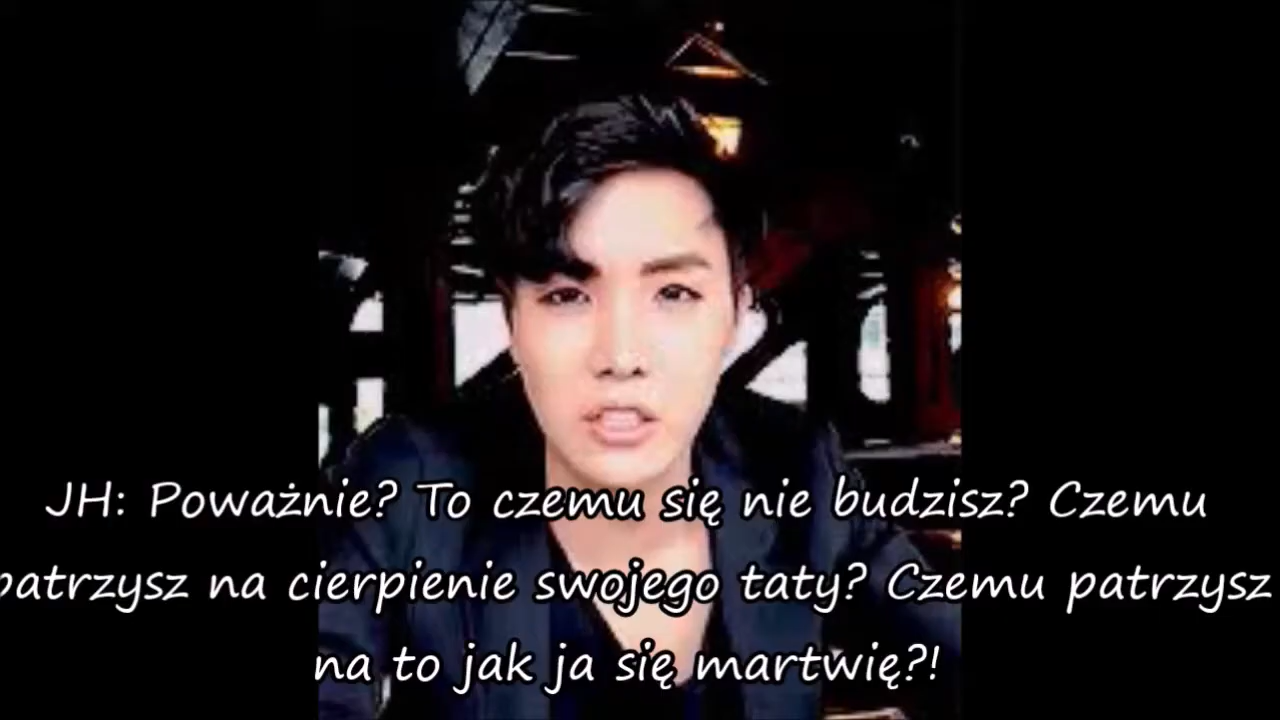 JH: Poważnie? To czemu się nie budzisz? Czemu
patrzysz na cierpienie swojego taty? Czemu patrzysz
na to jak ja się martwię?!